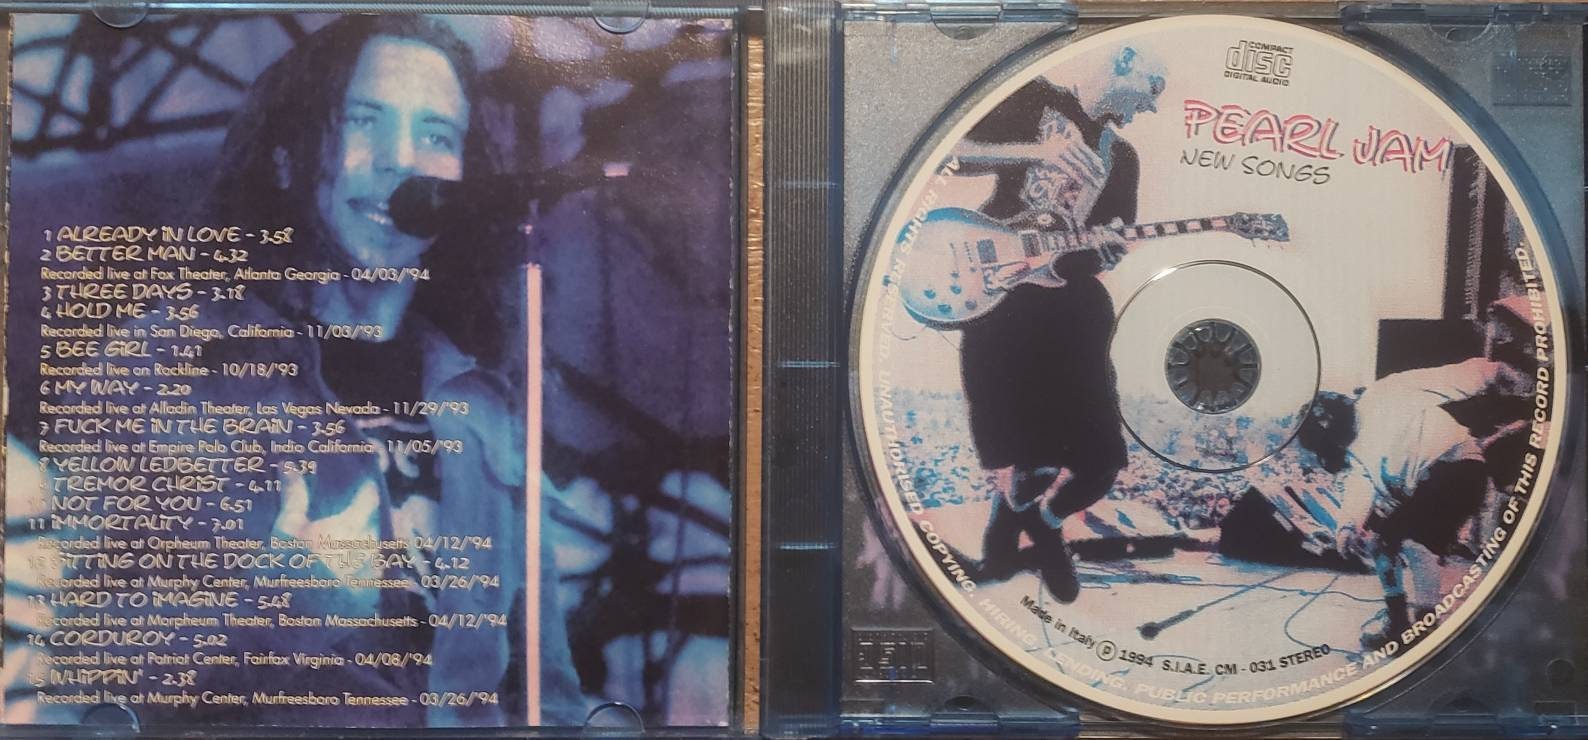 1 ALREADY IN LOVE - 3.58
2 BETTER MAN - 4.32
Recorded live at Fox Theater, Atlanta Georgia - 04/03/'94
3 THREE DAYS - 3.18
4 HOLD ME - 3.56
Recorded live in San Diego, California - 11/03/'93
5 BEE GIRL - 1.41
Recorded live on Rockline - 10/18/'93
6 MY WAY - 2.20
Recorded live at Alladin Theater, Las Vegas Nevada - 11/29/'93
7 FUCK ME IN THE BRAIN - 3.56
Recorded live at Empire Polo Club, Indio California - 11/05/'93
8 YELLOW LEDBETTER - 5.39
TREMOR CHRIST - 4.11
NOT FOR YOU - 6.51
11 IMMORTALITY - 7.01
Recorded live at Orpheum Theater, Boston Massachusetts 04/12/'94
SITTING ON THE DOCK OF THE BAY - 4.12
Recorded live at Murphy Center, Murfreesboro Tennessee - 03/26/'94
13 HARD TO IMAGINE - 5.48
Recorded live at Morpheum Theater, Boston Massachusetts - 04/12/'94
14 CORDUROY - 5.02
Recorded live at Patriot Center, Fairfax Virginia - 04/08/'94
15 WHIPPIN' - 2.38
Recorded live at Murphy Center, Murfreesboro Tennessee - 03/26/'94
COMPACT
disc
DIGITAL AUDIO
PEARL JAM
NEW SONGS
ALL RIGHTS RESERVED. UNAUTHORISED COPYING, HIRING, LENDING, PUBLIC PERFORMANCE AND BROADCASTING OF THIS RECORD PROHIBITED.
Made in Italy Ⓟ 1994 S.I.A.E. CM - 031 STEREO